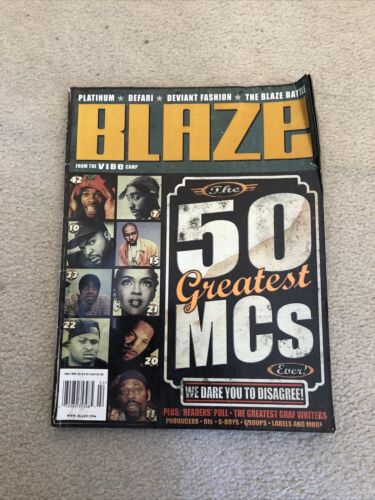 PLATINUM ★ DEFARI ★ DEVIANT FASHION ★ THE BLAZE BATTLE
BLAZE
FROM THE VIBE CAMP
42
7
10
15
33
21
22
20
The
50
Greatest
MCs
Ever!
WE DARE YOU TO DISAGREE!
PLUS: READERS' POLL • THE GREATEST GRAF WRITERS
PRODUCERS • DJs • B-BOYS • GROUPS • LABELS AND MORE
WWW.BLAZE.COM